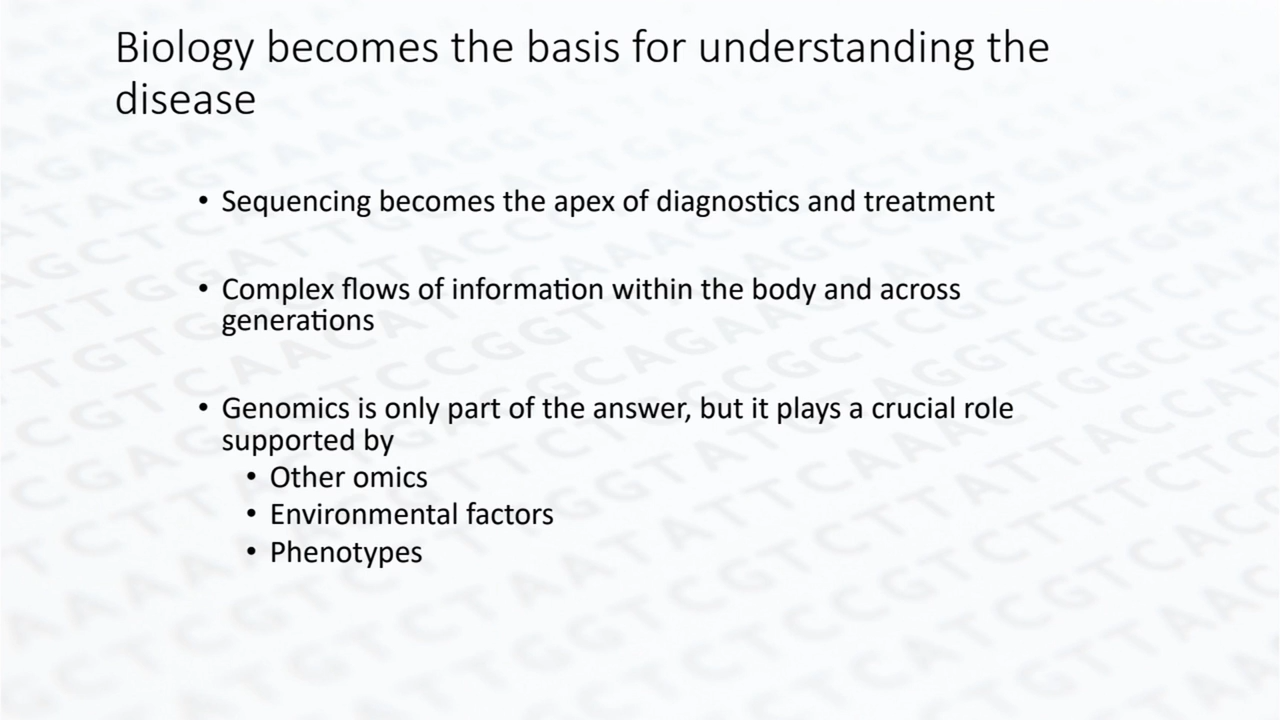 Biology becomes the basis for understanding the
disease
• Sequencing becomes the apex of diagnostics and treatment
• Complex flows of information within the body and across
generations
• Genomics is only part of the answer, but it plays a crucial role
supported by
• Other omics
• Environmental factors
• Phenotypes